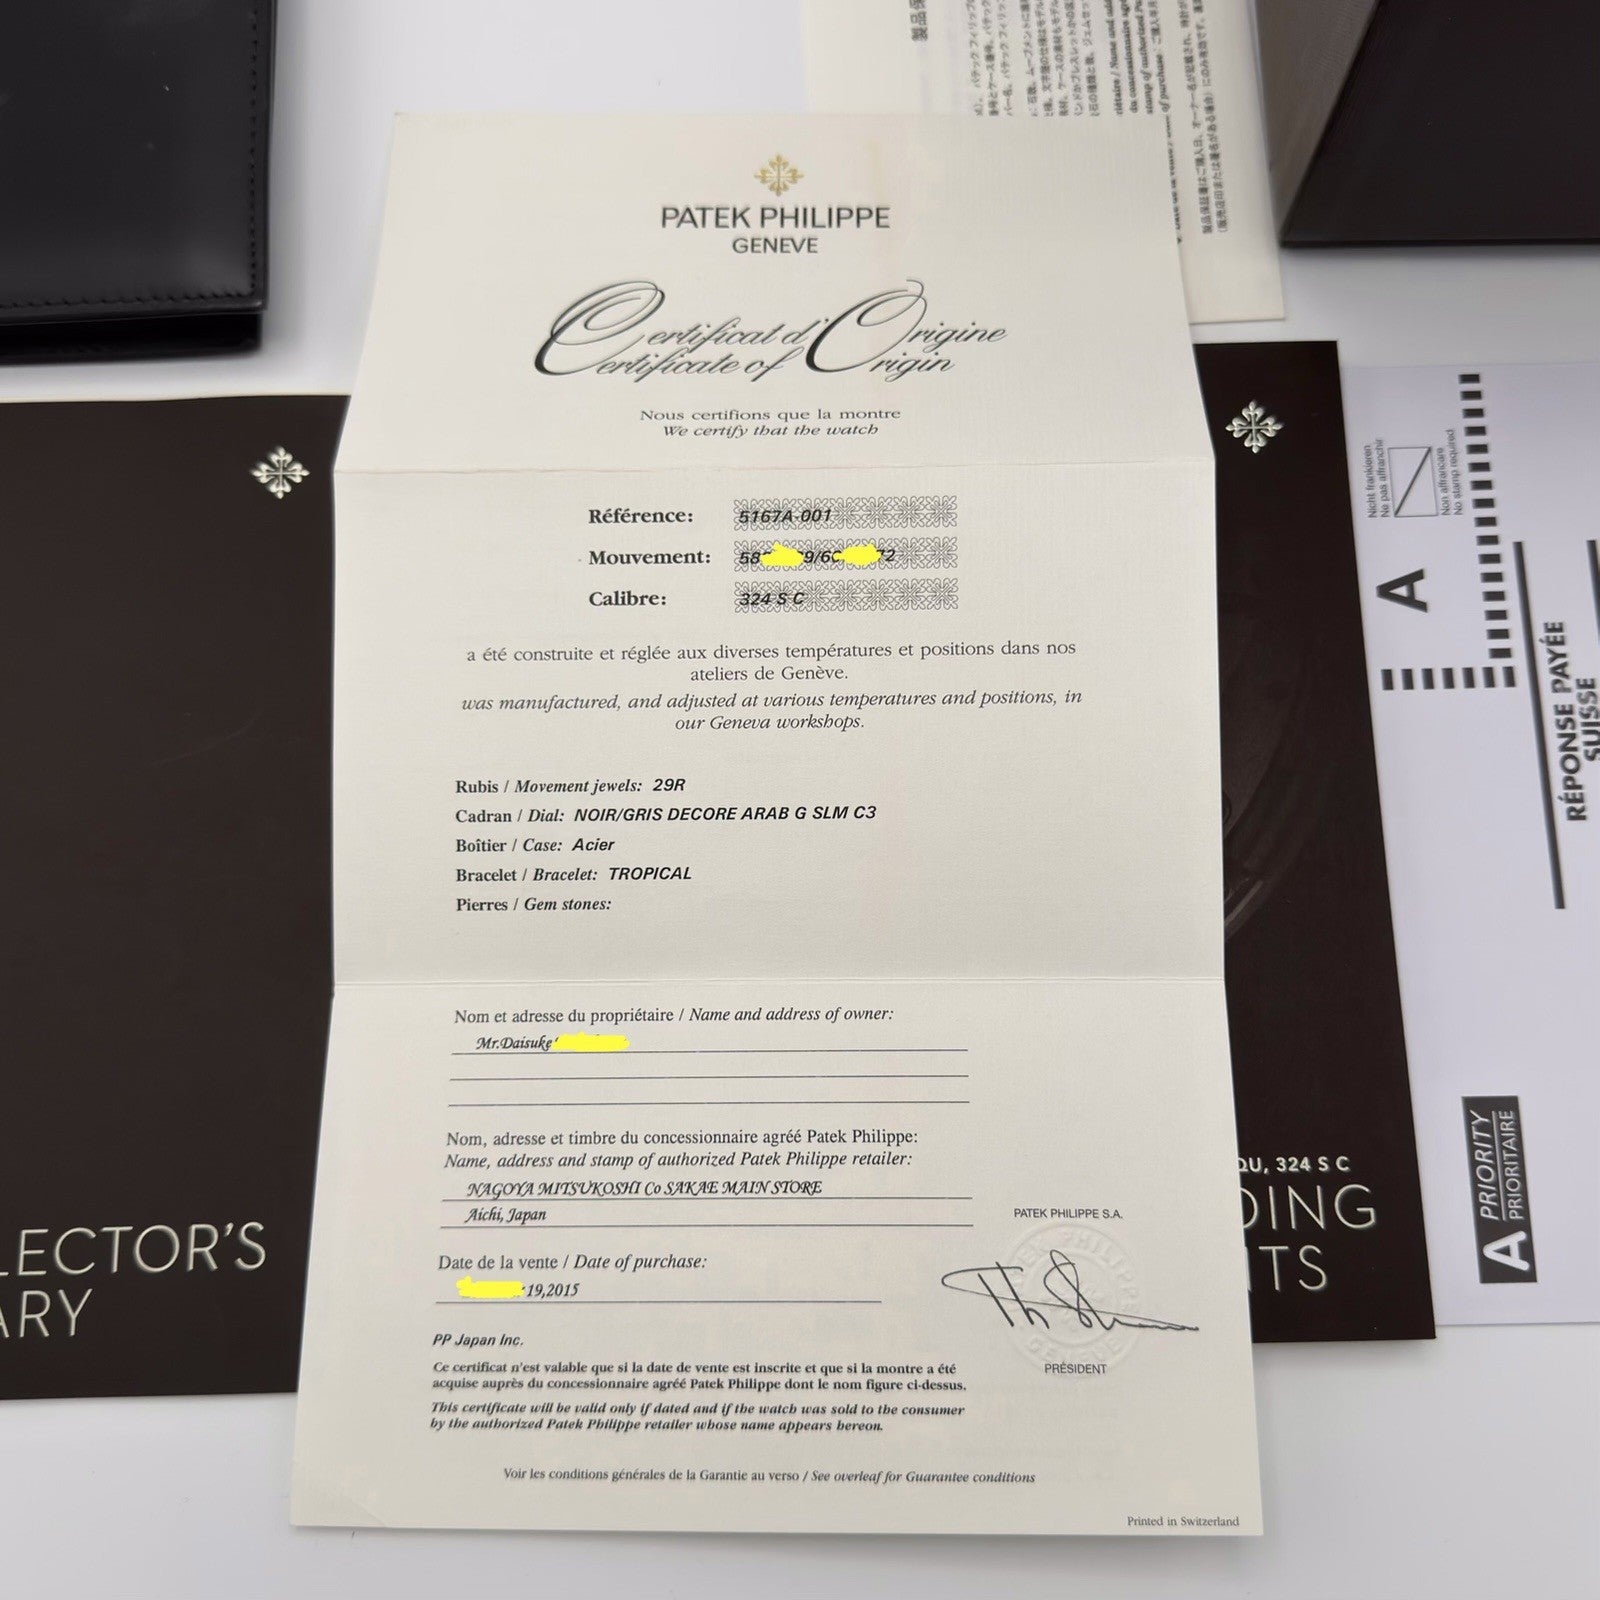 PATEK PHILIPPE
GENEVE
Certificat d'Origine
Certificate of Origin
Nous certifions que la montre
We certify that the watch
Référence: 5167A-001
Mouvement: 58 9/6C 72
Calibre: 324 S C
a été construite et réglée aux diverses températures et positions dans nos
ateliers de Genève.
was manufactured, and adjusted at various temperatures and positions, in
our Geneva workshops.
Rubis / Movement jewels: 29R
Cadran / Dial: NOIR/GRIS DECORE ARAB G SLM C3
Boîtier / Case: Acier
Bracelet / Bracelet: TROPICAL
Pierres / Gem stones:
Nom et adresse du propriétaire / Name and address of owner:
Mr.Daisuke
Nom, adresse et timbre du concessionnaire agréé Patek Philippe:
Name, address and stamp of authorized Patek Philippe retailer:
NAGOYA MITSUKOSHI Co SAKAE MAIN STORE
Aichi, Japan
Date de la vente / Date of purchase:
19,2015
PATEK PHILIPPE S.A.
PRÉSIDENT
PP Japan Inc.
Ce certificat n'est valable que si la date de vente est inscrite et que si la montre a été
acquise auprès du concessionnaire agréé Patek Philippe dont le nom figure ci-dessus.
This certificate will be valid only if dated and if the watch was sold to the consumer
by the authorized Patek Philippe retailer whose name appears hereon.
Voir les conditions générales de la Garantie au verso / See overleaf for Guarantee conditions
Printed in Switzerland
LECTOR'S
ARY
QU, 324 S C
DING
TS
Nicht frankieren
Ne pas affranchir
Non affrancare
No stamp required
A
RÉPONSE PAYÉE
SUISSE
A PRIORITY
PRIORITAIRE